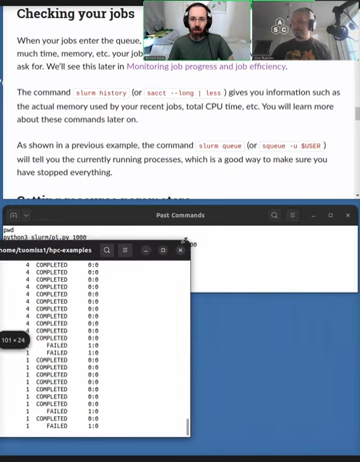 Checking your jobs
When your jobs enter the queue,
much time, memory, etc. your job
ask for. We'll see this later in Monitoring job progress and job efficiency.
The command slurm history (or sacct --long | less ) gives you information such as
the actual memory used by your recent jobs, total CPU time, etc. You will learn more
about these commands later on.
As shown in a previous example, the command slurm queue (or squeue -u $USER )
will tell you the currently running processes, which is a good way to make sure you
have stopped everything.
A
S C
Past Commands
pwd
python3 slurm/pi.py 1000
00
home/tuomiss1/hpc-examples
4 COMPLETED 0:0
4 COMPLETED 0:0
4 COMPLETED 0:0
4 COMPLETED 0:0
4 COMPLETED 0:0
4 COMPLETED 0:0
4 COMPLETED 0:0
4 COMPLETED 0:0
4 COMPLETED 0:0
4 COMPLETED 0:0
COMPLETED 0:0
FAILED 1:0
101 × 24
1 FAILED 1:0
1 COMPLETED 0:0
1 COMPLETED 0:0
1 COMPLETED 0:0
1 COMPLETED 0:0
1 COMPLETED 0:0
1 COMPLETED 0:0
1 COMPLETED 0:0
1 FAILED 1:0
1 COMPLETED 0:0
1 FAILED 1:0